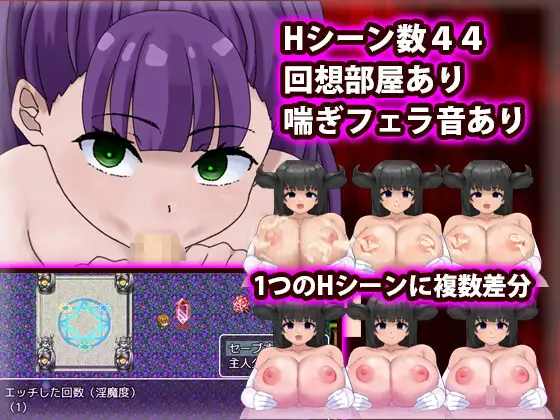 Hシーン数44
回想部屋あり
喘ぎフェラ音あり
1つのHシーンに複数差分
セーブ
主人
エッチした回数（淫魔度）
（1）